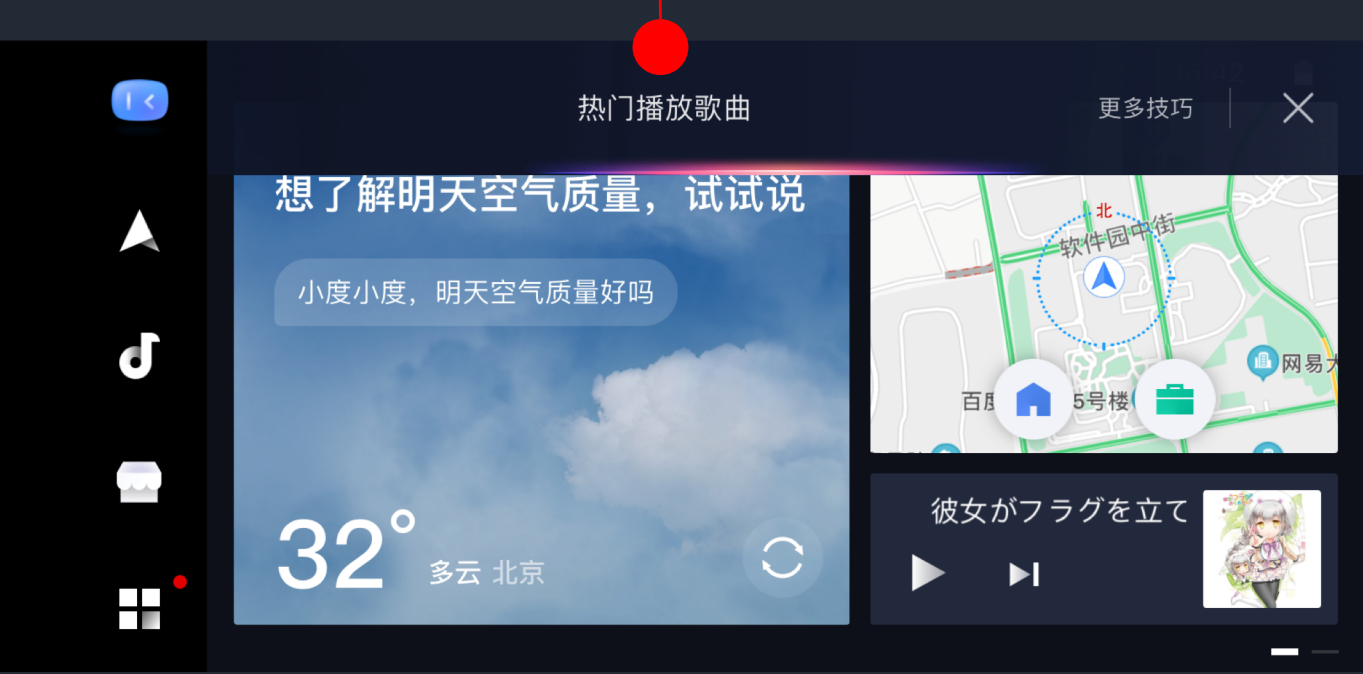 热门播放歌曲
更多技巧
想了解明天空气质量，试试说
小度小度，明天空气质量好吗
32°
多云 北京
北
软件园中街
网易大
百度
5号楼
彼女がフラグを立て